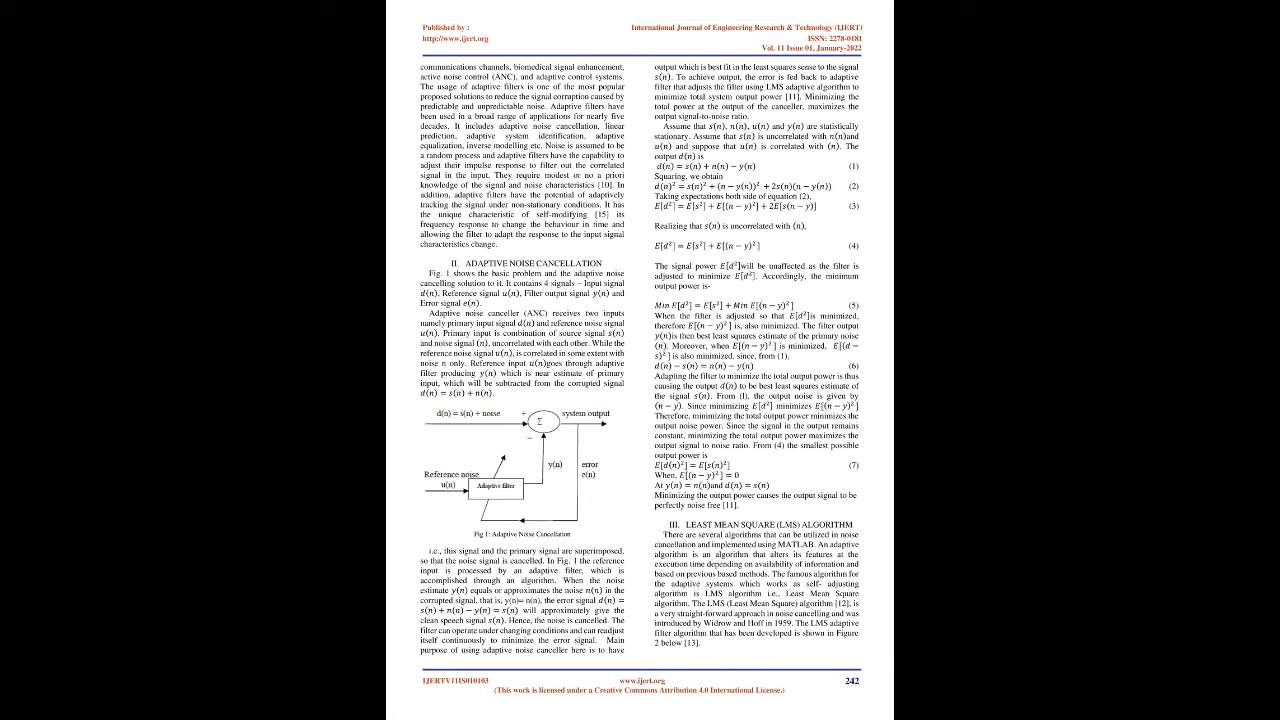 Published by :
http://www.ijert.org
International Journal of Engineering Research & Technology (IJERT)
ISSN: 2278-0181
Vol. 11 Issue 01, January-2022
communications channels, biomedical signal enhancement,
active noise control (ANC), and adaptive control systems.
The usage of adaptive filters is one of the most popular
proposed solutions to reduce the signal corruption caused by
predictable and unpredictable noise. Adaptive filters have
been used in a broad range of applications for nearly five
decades. It includes adaptive noise cancellation, linear
prediction, adaptive system identification, adaptive
equalization, inverse modelling etc. Noise is assumed to be
a random process and adaptive filters have the capability to
adjust their impulse response to filter out the correlated
signal in the input. They require modest or no a priori
knowledge of the signal and noise characteristics [10]. In
addition, adaptive filters have the potential of adaptively
tracking the signal under non-stationary conditions. It has
the unique characteristic of self-modifying [15] its
frequency response to change the behaviour in time and
allowing the filter to adapt the response to the input signal
characteristics change.
II. ADAPTIVE NOISE CANCELLATION
Fig. 1 shows the basic problem and the adaptive noise
cancelling solution to it. It contains 4 signals – Input signal
d(n), Reference signal u(n), Filter output signal y(n) and
Error signal e(n).
Adaptive noise canceller (ANC) receives two inputs
namely primary input signal d(n) and reference noise signal
u(n). Primary input is combination of source signal s(n)
and noise signal (n), uncorrelated with each other. While the
reference noise signal u(n), is correlated in some extent with
noise n only. Reference input u(n)goes through adaptive
filter producing y(n) which is near estimate of primary
input, which will be subtracted from the corrupted signal
d(n) = s(n) + n(n).
d(n) = s(n) + noise
+
Σ
system output
−
y(n)
error
e(n)
Reference noise
u(n)
Adaptive filter
Fig 1: Adaptive Noise Cancellation
i.e., this signal and the primary signal are superimposed,
so that the noise signal is cancelled. In Fig. 1 the reference
input is processed by an adaptive filter, which is
accomplished through an algorithm. When the noise
estimate y(n) equals or approximates the noise n(n) in the
corrupted signal, that is, y(n)= n(n), the error signal d(n) =
s(n) + n(n) − y(n) = s(n) will approximately give the
clean speech signal s(n). Hence, the noise is cancelled. The
filter can operate under changing conditions and can readjust
itself continuously to minimize the error signal. Main
purpose of using adaptive noise canceller here is to have
output which is best fit in the least squares sense to the signal
s(n). To achieve output, the error is fed back to adaptive
filter that adjusts the filter using LMS adaptive algorithm to
minimize total system output power [11]. Minimizing the
total power at the output of the canceller, maximizes the
output signal-to-noise ratio.
Assume that s(n), n(n), u(n) and y(n) are statistically
stationary. Assume that s(n) is uncorrelated with n(n)and
u(n) and suppose that u(n) is correlated with (n). The
output d(n) is
d(n) = s(n) + n(n) − y(n) (1)
Squaring, we obtain
d(n)² = s(n)² + (n − y(n))² + 2s(n)(n − y(n)) (2)
Taking expectations both side of equation (2),
E[d²] = E[s²] + E[(n − y)²] + 2E[s(n − y)] (3)
Realizing that s(n) is uncorrelated with (n),
E[d²] = E[s²] + E[(n − y)² ] (4)
The signal power E[d²]will be unaffected as the filter is
adjusted to minimize E[d²]. Accordingly, the minimum
output power is-
Min E[d²] = E[s²] + Min E[(n − y)² ] (5)
When the filter is adjusted so that E[d²]is minimized,
therefore E[(n − y)² ] is, also minimized. The filter output
y(n)is then best least squares estimate of the primary noise
(n). Moreover, when E[(n − y)² ] is minimized, E[(d −
s)² ] is also minimized, since, from (1),
d(n) − s(n) = n(n) − y(n) (6)
Adapting the filter to minimize the total output power is thus
causing the output d(n) to be best least squares estimate of
the signal s(n). From (l), the output noise is given by
(n − y). Since minimizing E[d²] minimizes E[(n − y)² ]
Therefore, minimizing the total output power minimizes the
output noise power. Since the signal in the output remains
constant, minimizing the total output power maximizes the
output signal to noise ratio. From (4) the smallest possible
output power is
E[d(n)²] = E[s(n)²] (7)
When, E[(n − y)² ] = 0
At y(n) = n(n)and d(n) = s(n)
Minimizing the output power causes the output signal to be
perfectly noise free [11].
III. LEAST MEAN SQUARE (LMS) ALGORITHM
There are several algorithms that can be utilized in noise
cancellation and implemented using MATLAB. An adaptive
algorithm is an algorithm that alters its features at the
execution time depending on availability of information and
based on previous based methods. The famous algorithm for
the adaptive systems which works as self- adjusting
algorithm is LMS algorithm i.e., Least Mean Square
algorithm. The LMS (Least Mean Square) algorithm [12], is
a very straight-forward approach in noise cancelling and was
introduced by Widrow and Hoff in 1959. The LMS adaptive
filter algorithm that has been developed is shown in Figure
2 below [13].
IJERTV11IS010103
www.ijert.org
242
(This work is licensed under a Creative Commons Attribution 4.0 International License.)